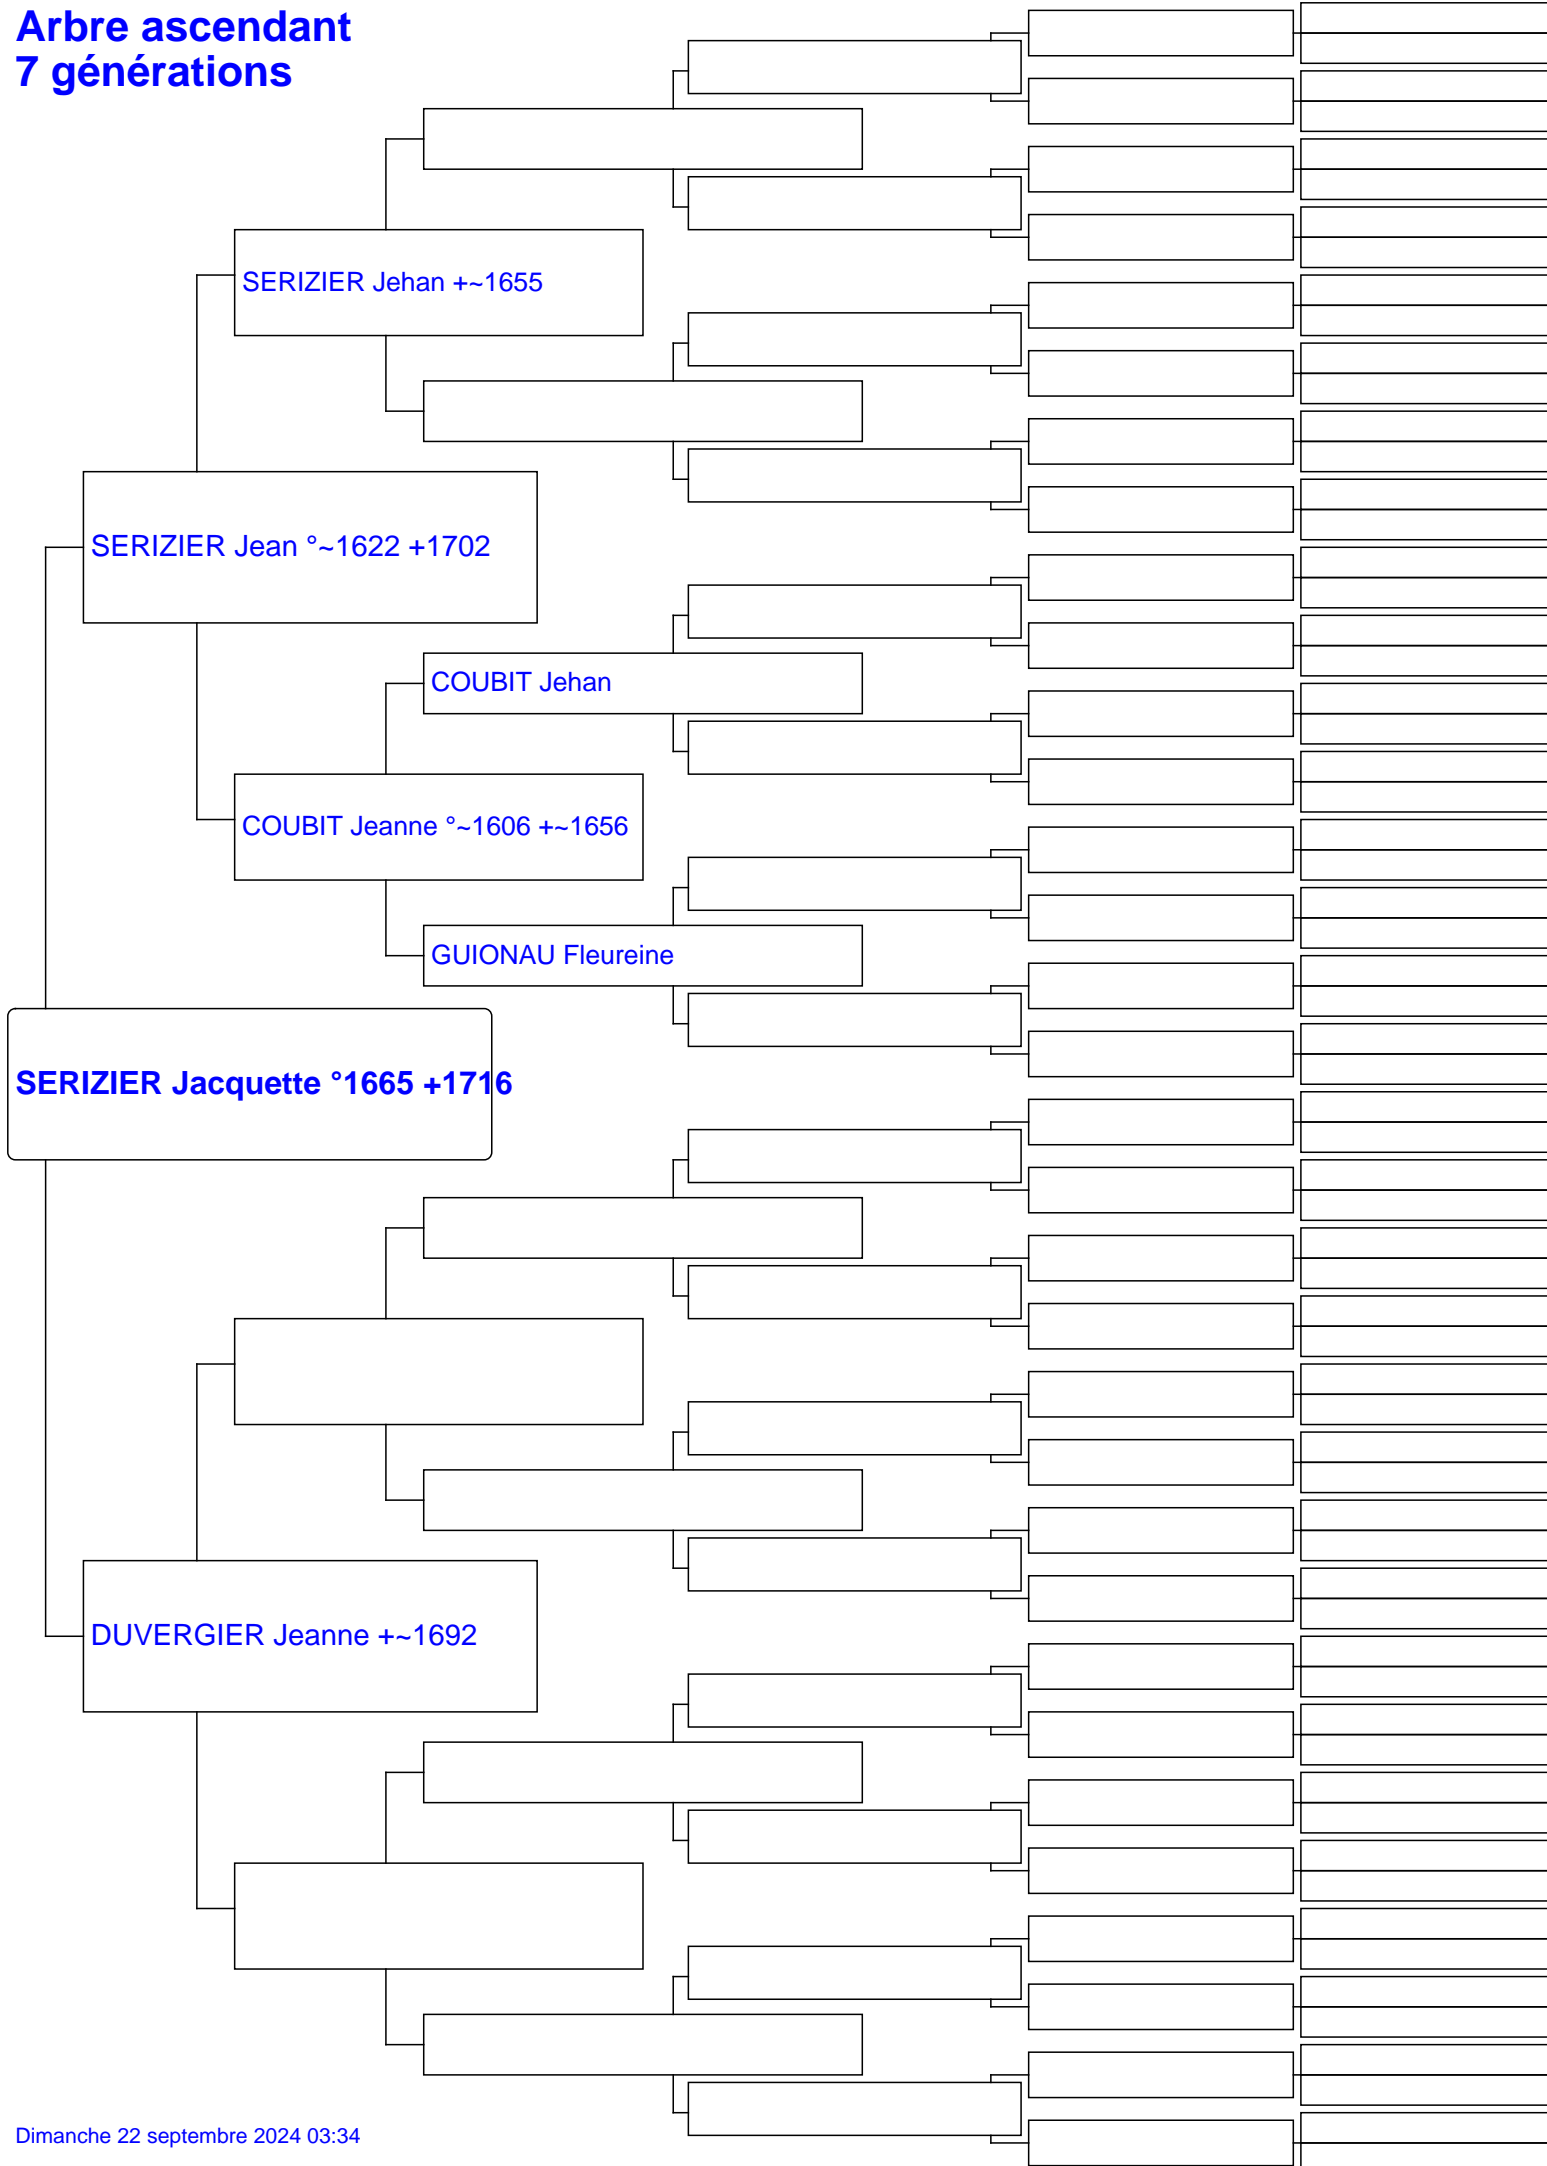 Arbre ascendant
7 générations
SERIZIER Jehan +~1655
SERIZIER Jean °~1622 +1702
COUBIT Jehan
COUBIT Jeanne °~1606 +~1656
GUIONAU Fleureine
SERIZIER Jacquette °1665 +1716
DUVERGIER Jeanne +~1692
Dimanche 22 septembre 2024 03:34